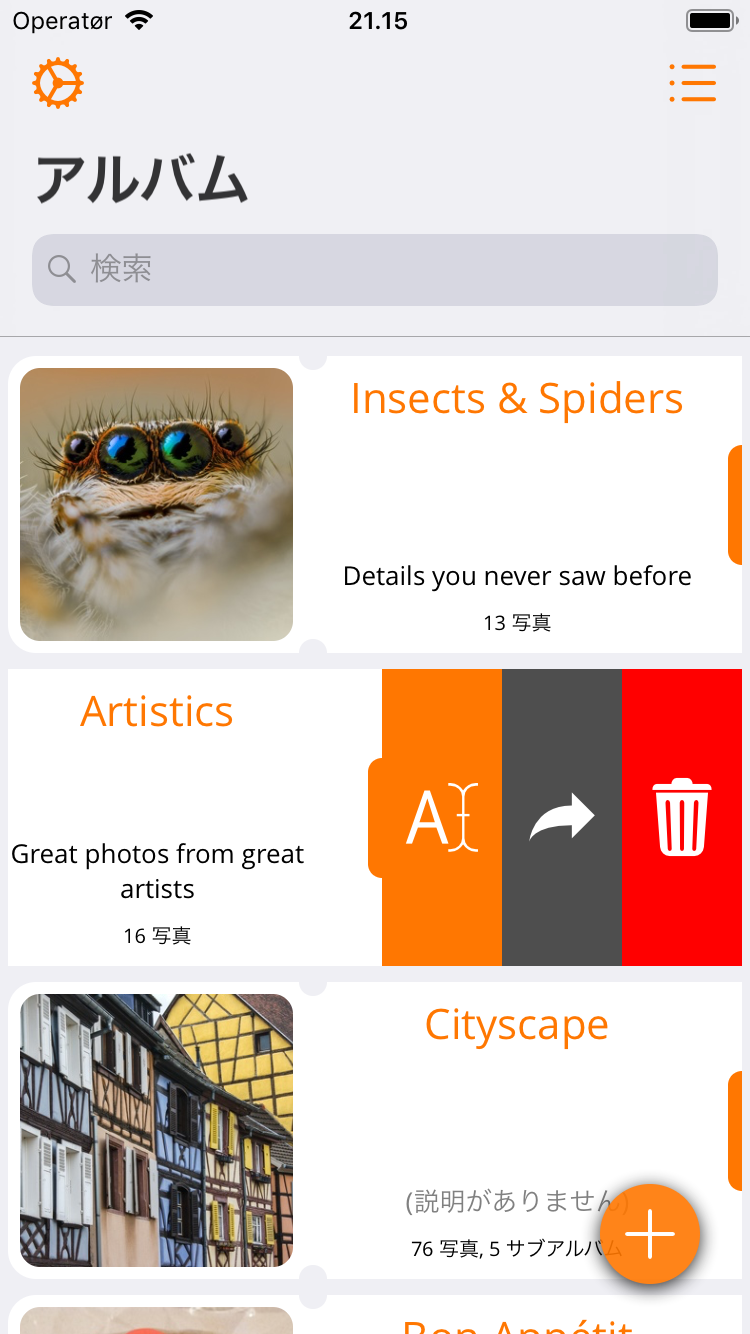 Operatør
21.15
アルバム
検索
Insects & Spiders
Details you never saw before
13 写真
Artistics
Great photos from great
artists
16 写真
Cityscape
(説明がありません)
76 写真, 5 サブアルバム
Bon Appétit